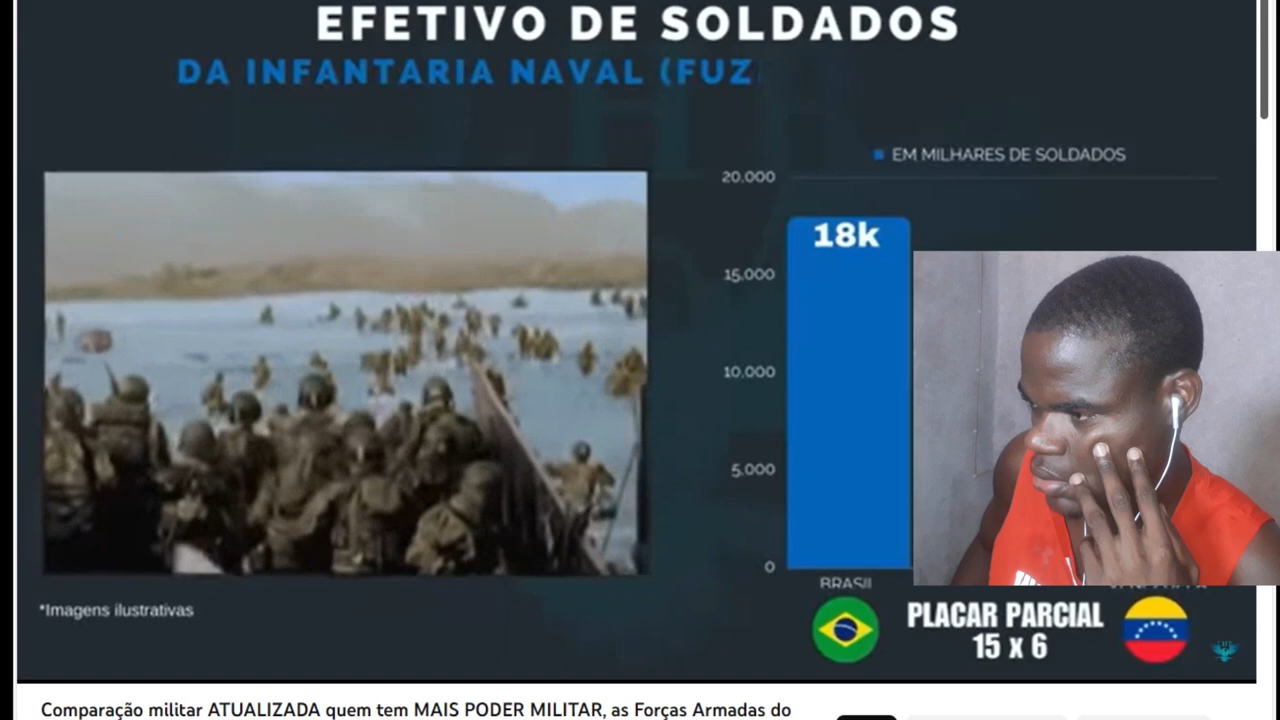 EFETIVO DE SOLDADOS
DA INFANTARIA NAVAL (FUZ
EM MILHARES DE SOLDADOS
20.000
18k
15.000
10.000
5.000
0
BRASIL
*Imagens ilustrativas
PLACAR PARCIAL
15 x 6
Comparação militar ATUALIZADA quem tem MAIS PODER MILITAR, as Forças Armadas do